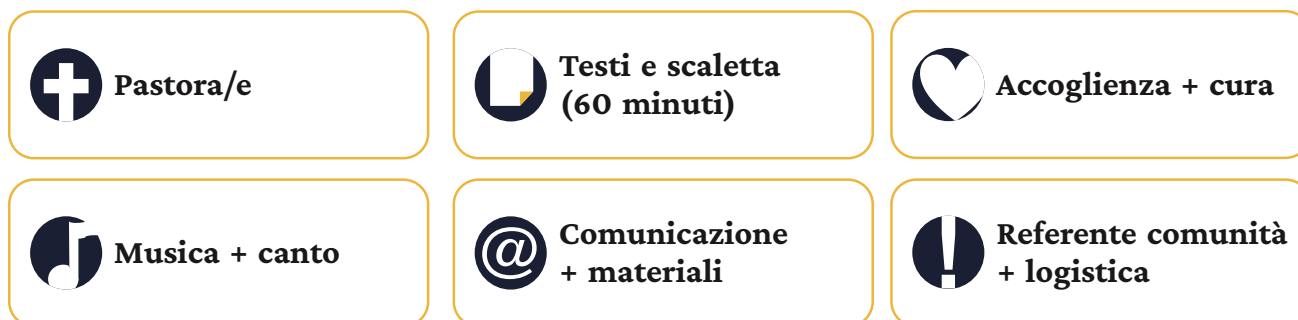 Pastora/e
Testi e scaletta
(60 minuti)
Accoglienza + cura
Musica + canto
@
Comunicazione
+ materiali
!
Referente comunità
+ logistica